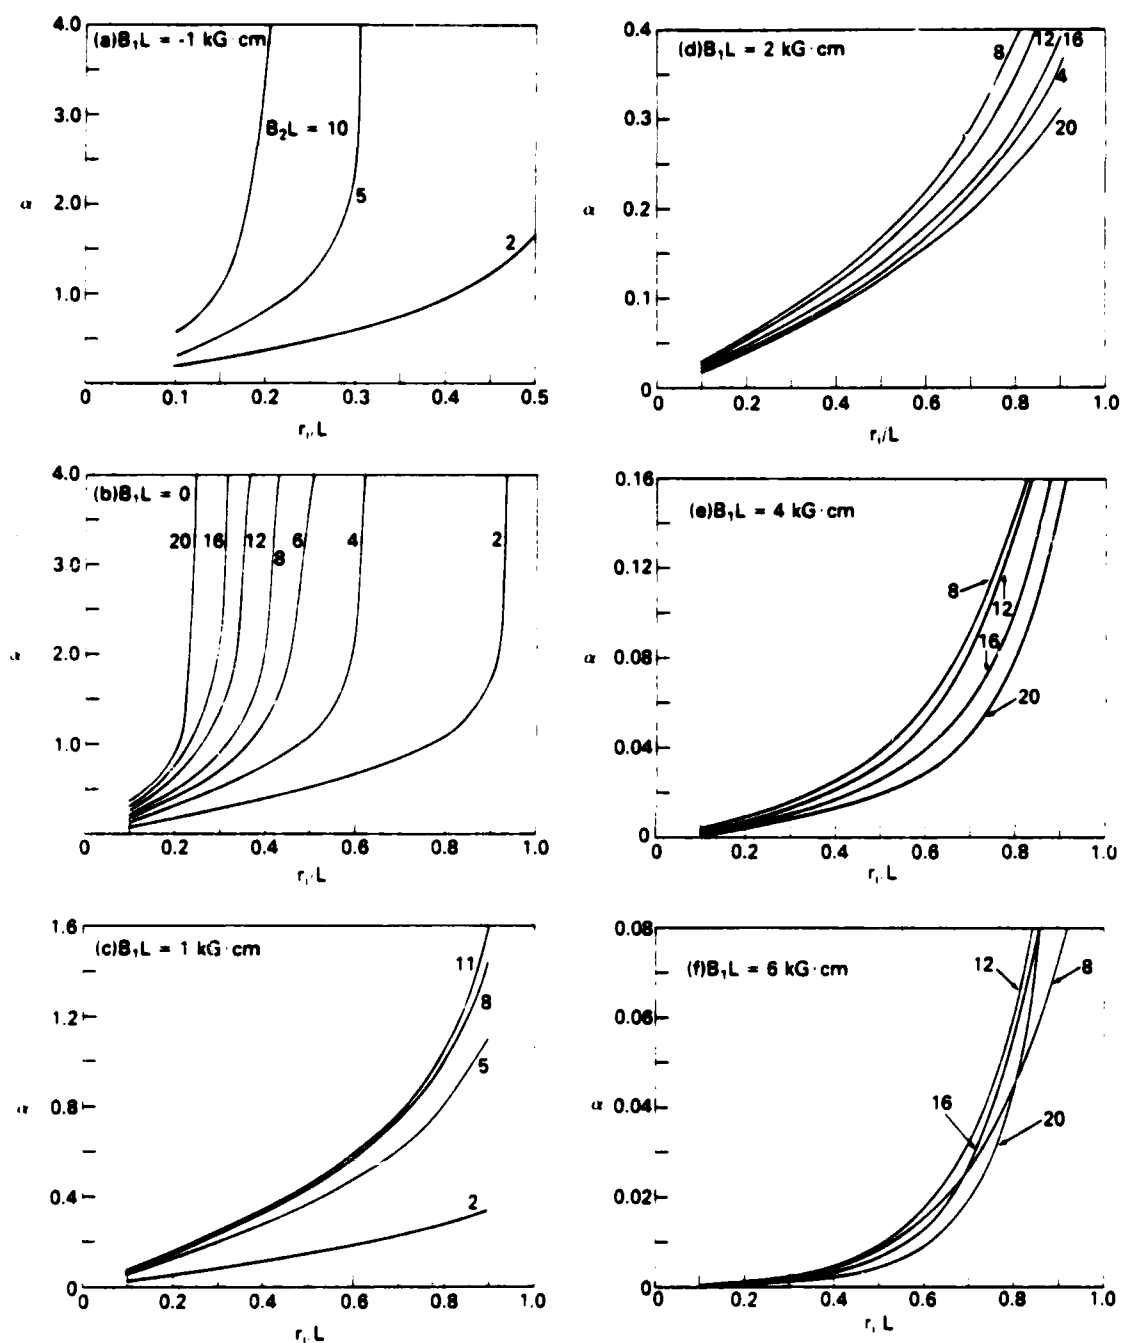 (a)B₁L = -1 kG·cm
4.0
3.0
α 2.0
1.0
B₂L = 10
5
2
0 0.1 0.2 0.3 0.4 0.5
rᵢ/L
(b)B₁L = 0
4.0
3.0
α 2.0
1.0
20 16 12 8 6 4 2
0 0.2 0.4 0.6 0.8 1.0
rᵢ/L
(c)B₁L = 1 kG·cm
1.6
1.2
α 0.8
0.4
0
11
8
5
2
0 0.2 0.4 0.6 0.8 1.0
rᵢ/L
(d)B₁L = 2 kG·cm
0.4
0.3
α 0.2
0.1
0
8 12 16
4
20
0 0.2 0.4 0.6 0.8 1.0
rᵢ/L
(e)B₁L = 4 kG·cm
0.16
0.12
α 0.08
0.04
0
8
12
16
20
0 0.2 0.4 0.6 0.8 1.0
rᵢ/L
(f)B₁L = 6 kG·cm
0.08
0.06
α 0.04
0.02
0
12 8
16
20
0 0.2 0.4 0.6 0.8 1.0
rᵢ/L